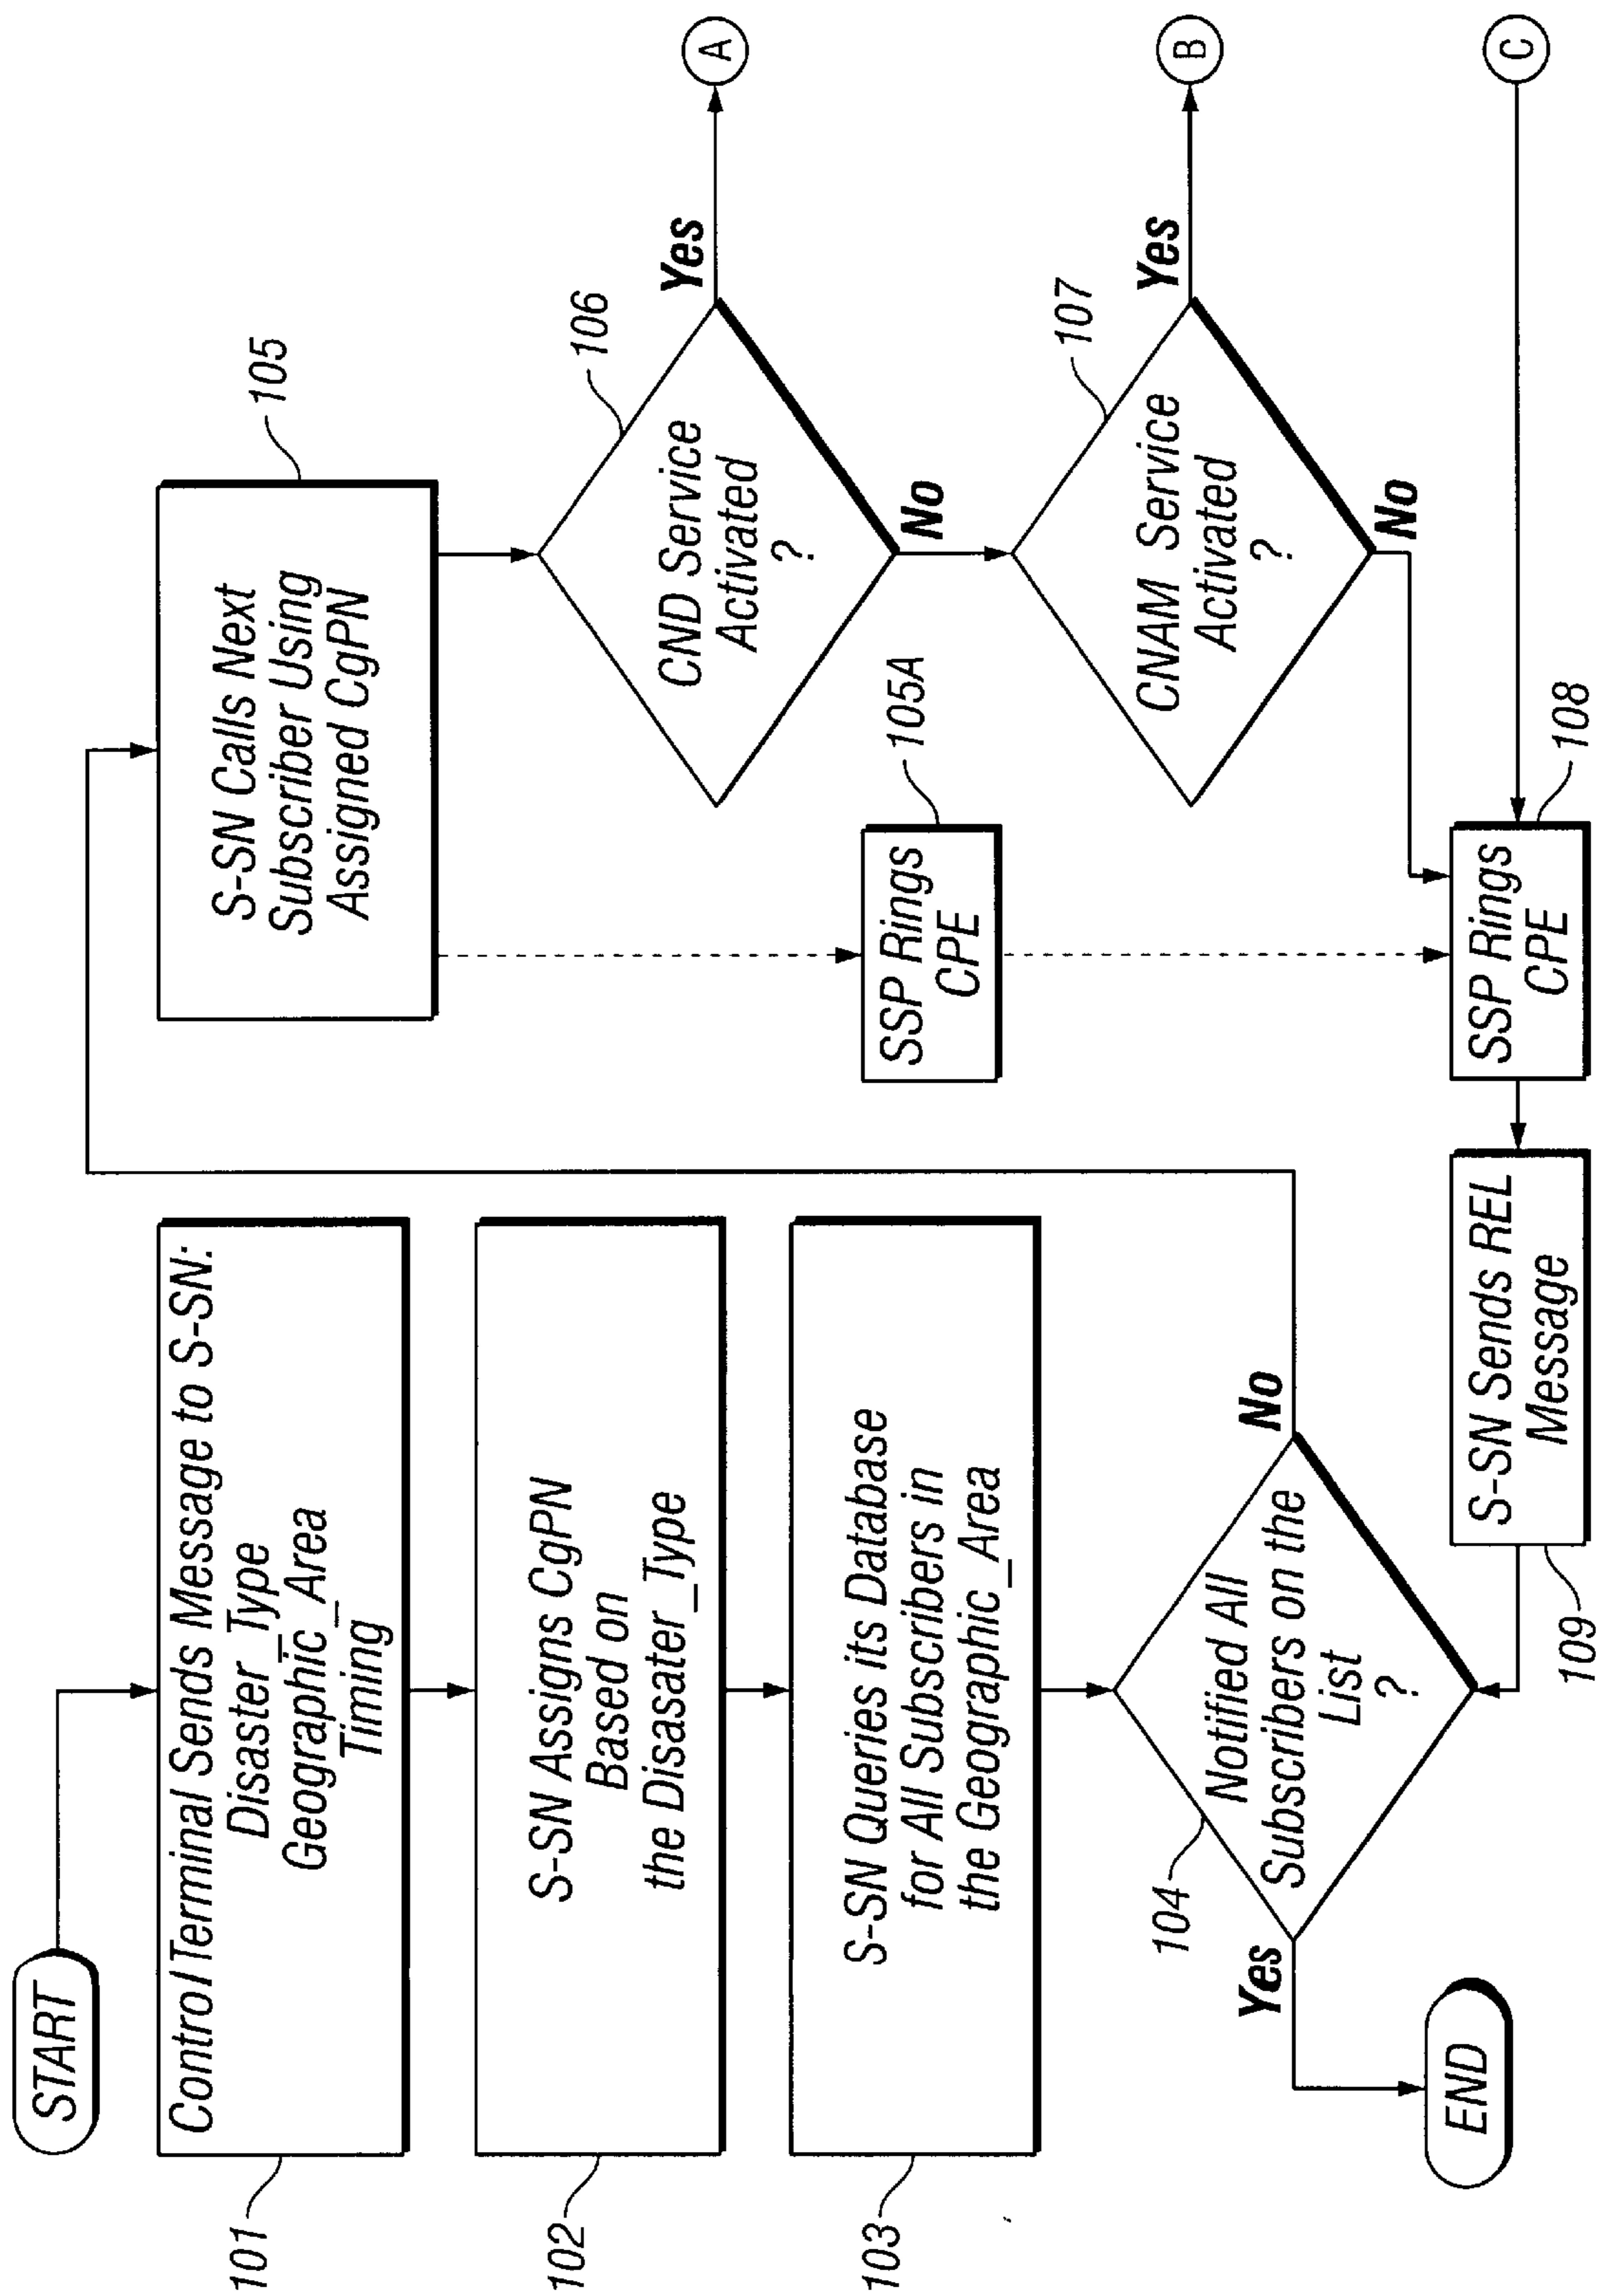 START
101
Control Terminal Sends Message to S-SN:
Disaster_Type
Geographic_Area
Timing
102
S-SN Assigns CgPN
Based on
the Disasater_Type
103
S-SN Queries its Database
for All Subscribers in
the Geographic_Area
104
Notified All
Subscribers on the
List
?
Yes
No
END
105
S-SN Calls Next
Subscriber Using
Assigned CgPN
105A
SSP Rings
CPE
106
CND Service
Activated
?
Yes
A
No
107
CNAM Service
Activated
?
Yes
B
No
C
108
SSP Rings
CPE
109
S-SN Sends REL
Message